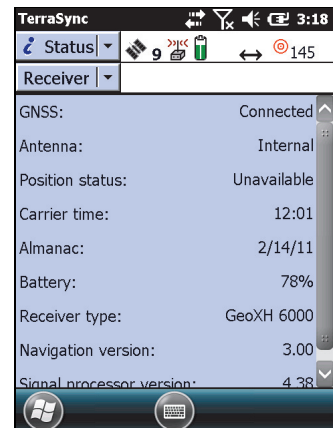 TerraSync 3:18
Status 9 145
Receiver
GNSS: Connected
Antenna: Internal
Position status: Unavailable
Carrier time: 12:01
Almanac: 2/14/11
Battery: 78%
Receiver type: GeoXH 6000
Navigation version: 3.00
Signal processor version: 4.38